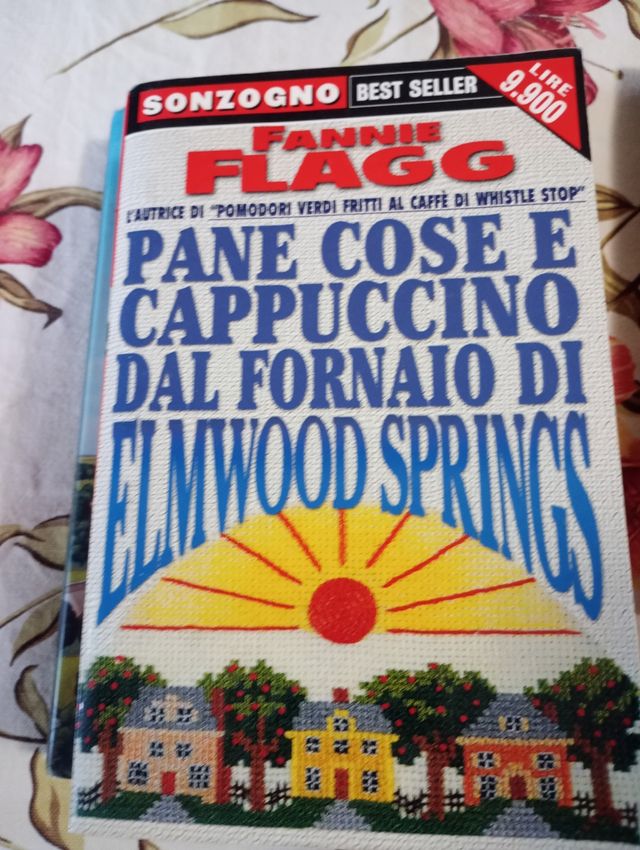 SONZOGNO BEST SELLER
LIRE
9.900
FANNIE
FLAGG
L'AUTRICE DI "POMODORI VERDI FRITTI AL CAFFÈ DI WHISTLE STOP"
PANE COSE E
CAPPUCCINO
DAL FORNAIO DI
ELMWOOD SPRINGS